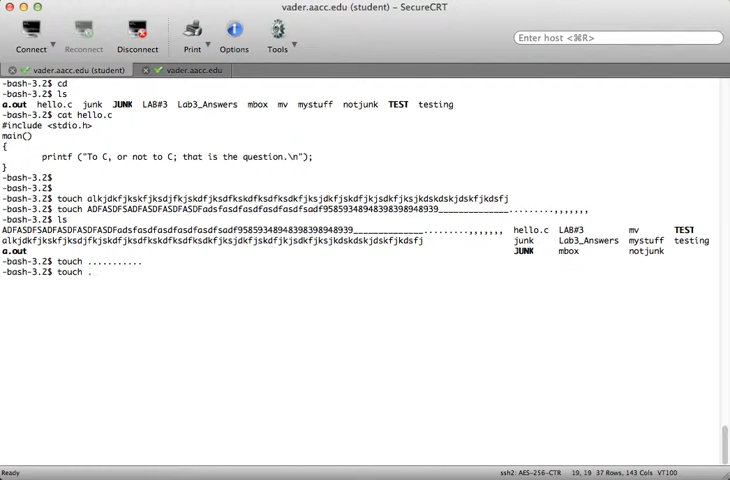 vader.aacc.edu (student) – SecureCRT
Connect Reconnect Disconnect Print Options Tools Enter host <⌘R>
vader.aacc.edu (student) vader.aacc.edu
-bash-3.2$ cd
-bash-3.2$ ls
a.out hello.c junk JUNK LAB#3 Lab3_Answers mbox mv mystuff notjunk TEST testing
-bash-3.2$ cat hello.c
#include <stdio.h>
main()
{
printf ("To C, or not to C; that is the question.\n");
}
-bash-3.2$
-bash-3.2$
-bash-3.2$ touch alkjdkfjkskfjksdjfkjskdfjksdfkskdfksdfksdkfjksjdkfjskdfjkjsdkfjksjkdskdskjdskfjkdsfj
-bash-3.2$ touch ADFASDFSADFASDFASDFASDFadsfasdfasdfasdfasdfsadf95859348948398398948939______________.........,,,,,,,
-bash-3.2$ ls
ADFASDFSADFASDFASDFASDFadsfasdfasdfasdfasdfsadf95859348948398398948939______________.........,,,,,,, hello.c LAB#3 mv TEST
alkjdkfjkskfjksdjfkjskdfjksdfkskdfksdfksdkfjksjdkfjskdfjkjsdkfjksjkdskdskjdskfjkdsfj junk Lab3_Answers mystuff testing
a.out JUNK mbox notjunk
-bash-3.2$ touch ...........
-bash-3.2$ touch .
Ready ssh2: AES-256-CTR 19, 19 37 Rows, 143 Cols VT100